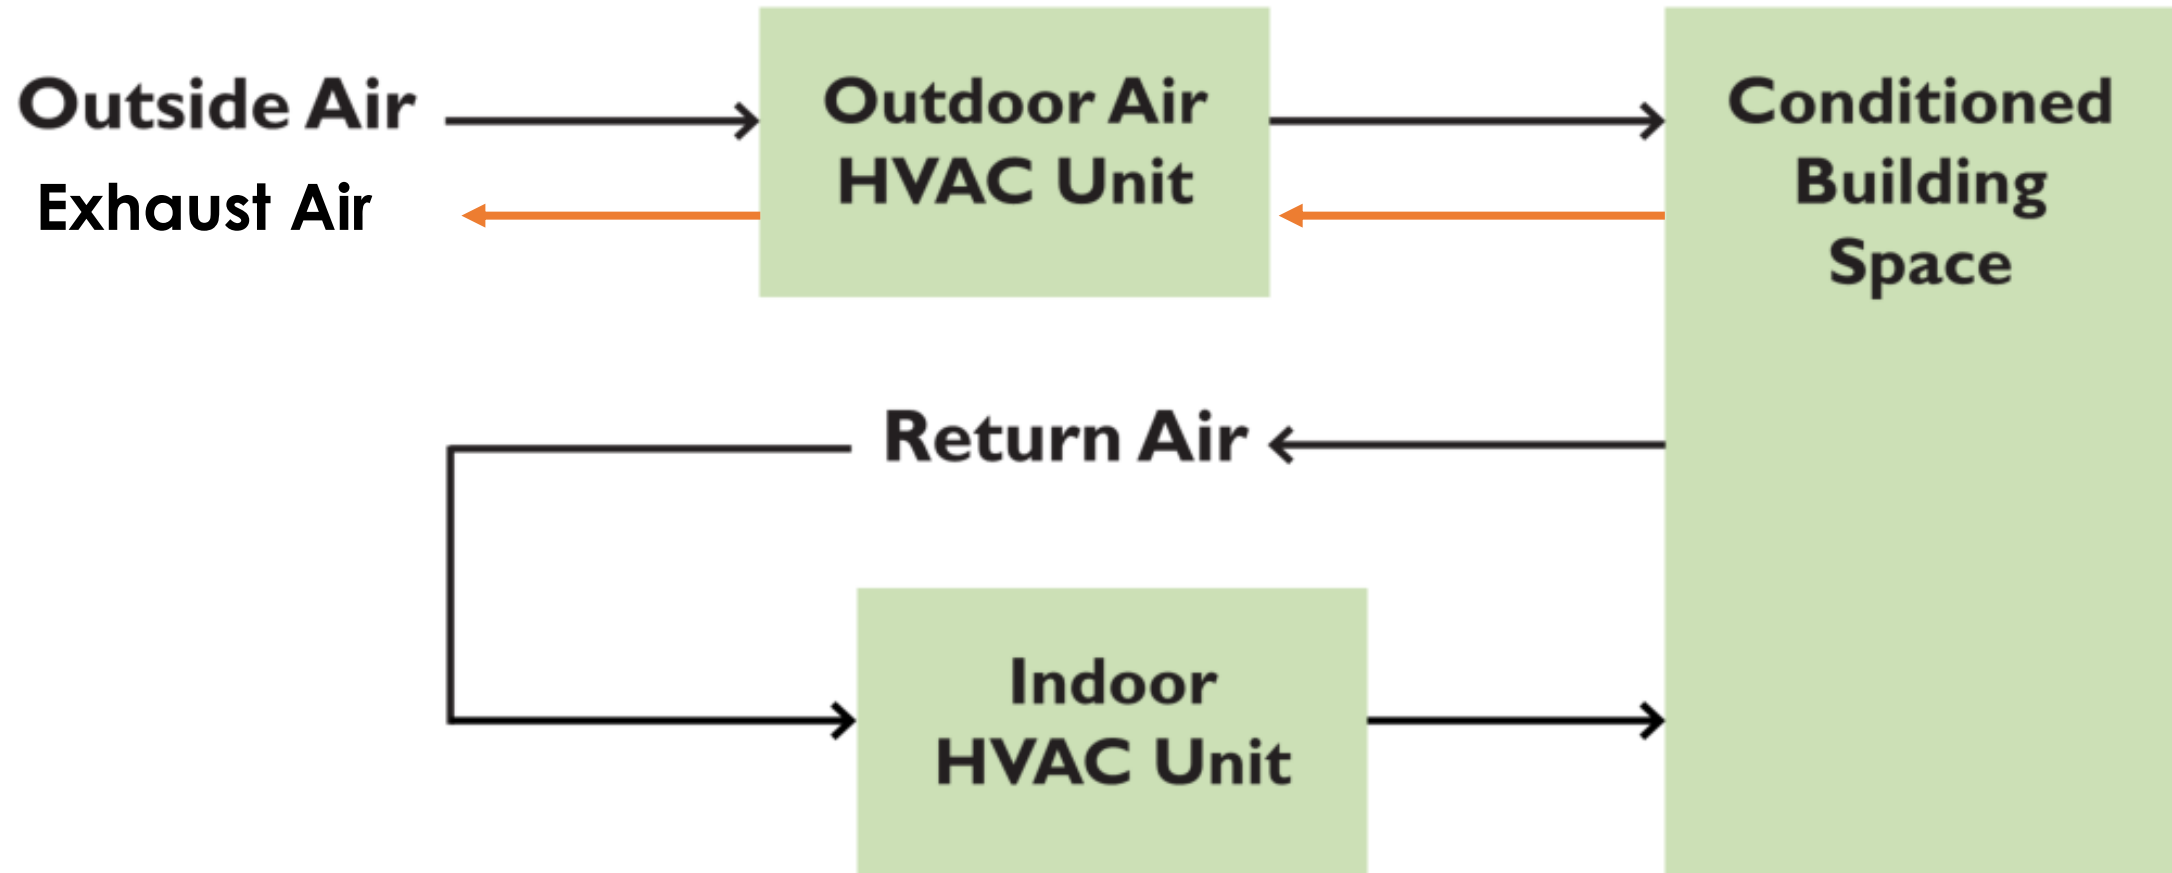 Outside Air
Exhaust Air
Outdoor Air
HVAC Unit
Conditioned
Building
Space
Return Air
Indoor
HVAC Unit